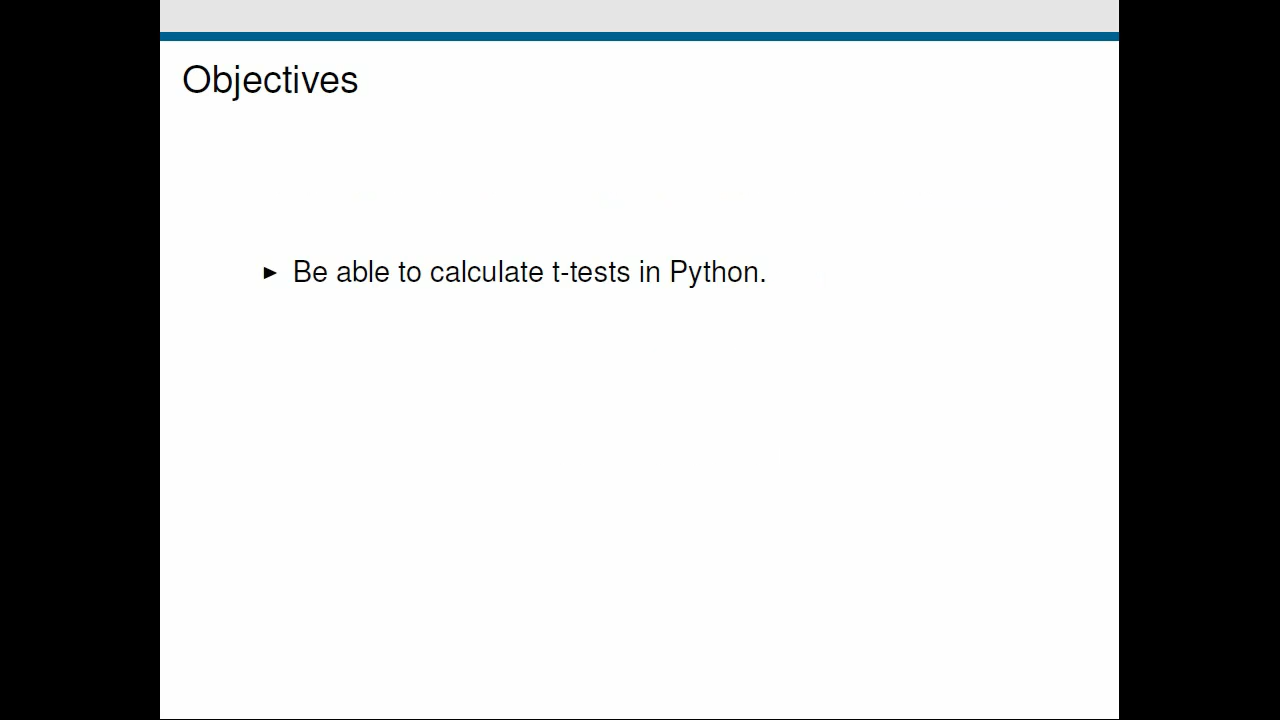 Objectives
► Be able to calculate t-tests in Python.